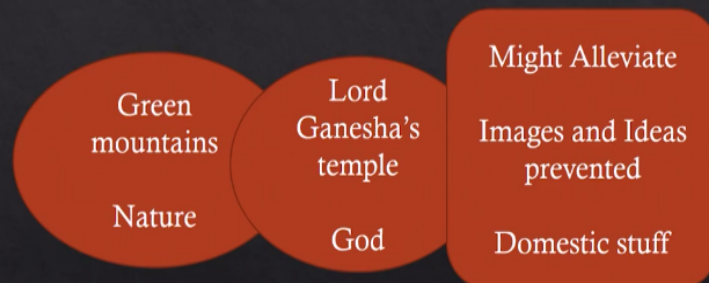 Green
mountains
Nature
Lord
Ganesha's
temple
God
Might Alleviate
Images and Ideas
prevented
Domestic stuff